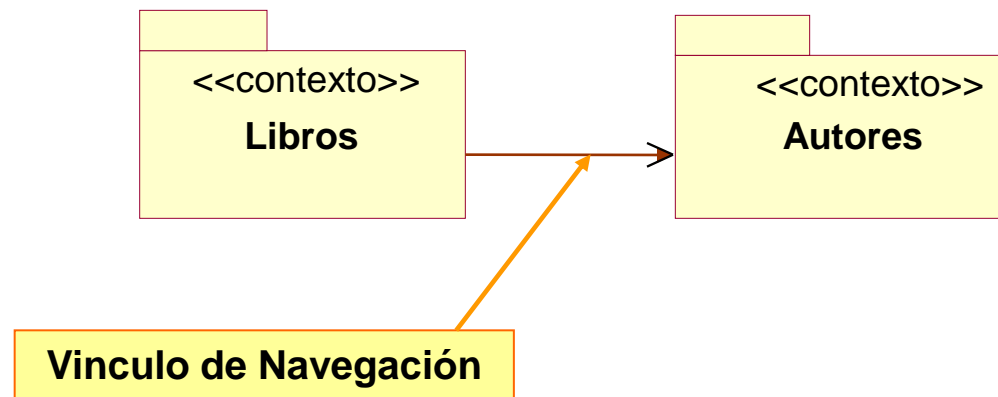 <<contexto>>
Libros
<<contexto>>
Autores
Vinculo de Navegación